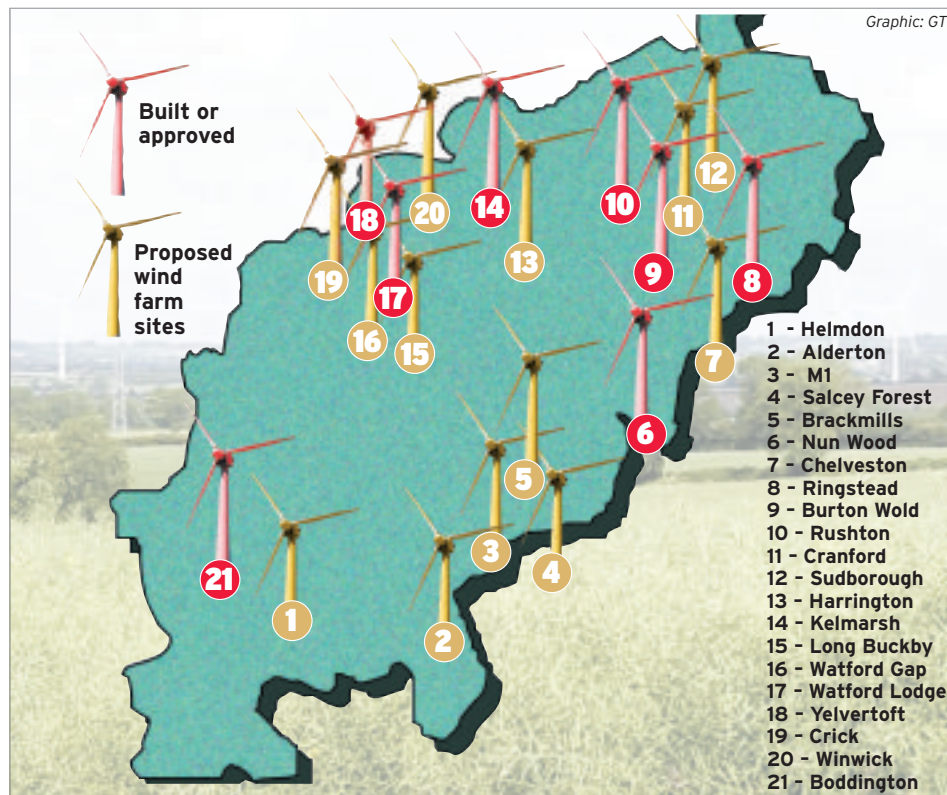 Graphic: GT
Built or
approved
Proposed
wind
farm
sites
12
20
14
10
11
18
13
19
9
8
17
16
15
7
6
5
3
4
21
1
2
1 - Helmdon
2 - Alderton
3 - M1
4 - Salcey Forest
5 - Brackmills
6 - Nun Wood
7 - Chelveston
8 - Ringstead
9 - Burton Wold
10 - Rushton
11 - Cranford
12 - Sudborough
13 - Harrington
14 - Kelmarsh
15 - Long Buckby
16 - Watford Gap
17 - Watford Lodge
18 - Yelvertoft
19 - Crick
20 - Winwick
21 - Boddington